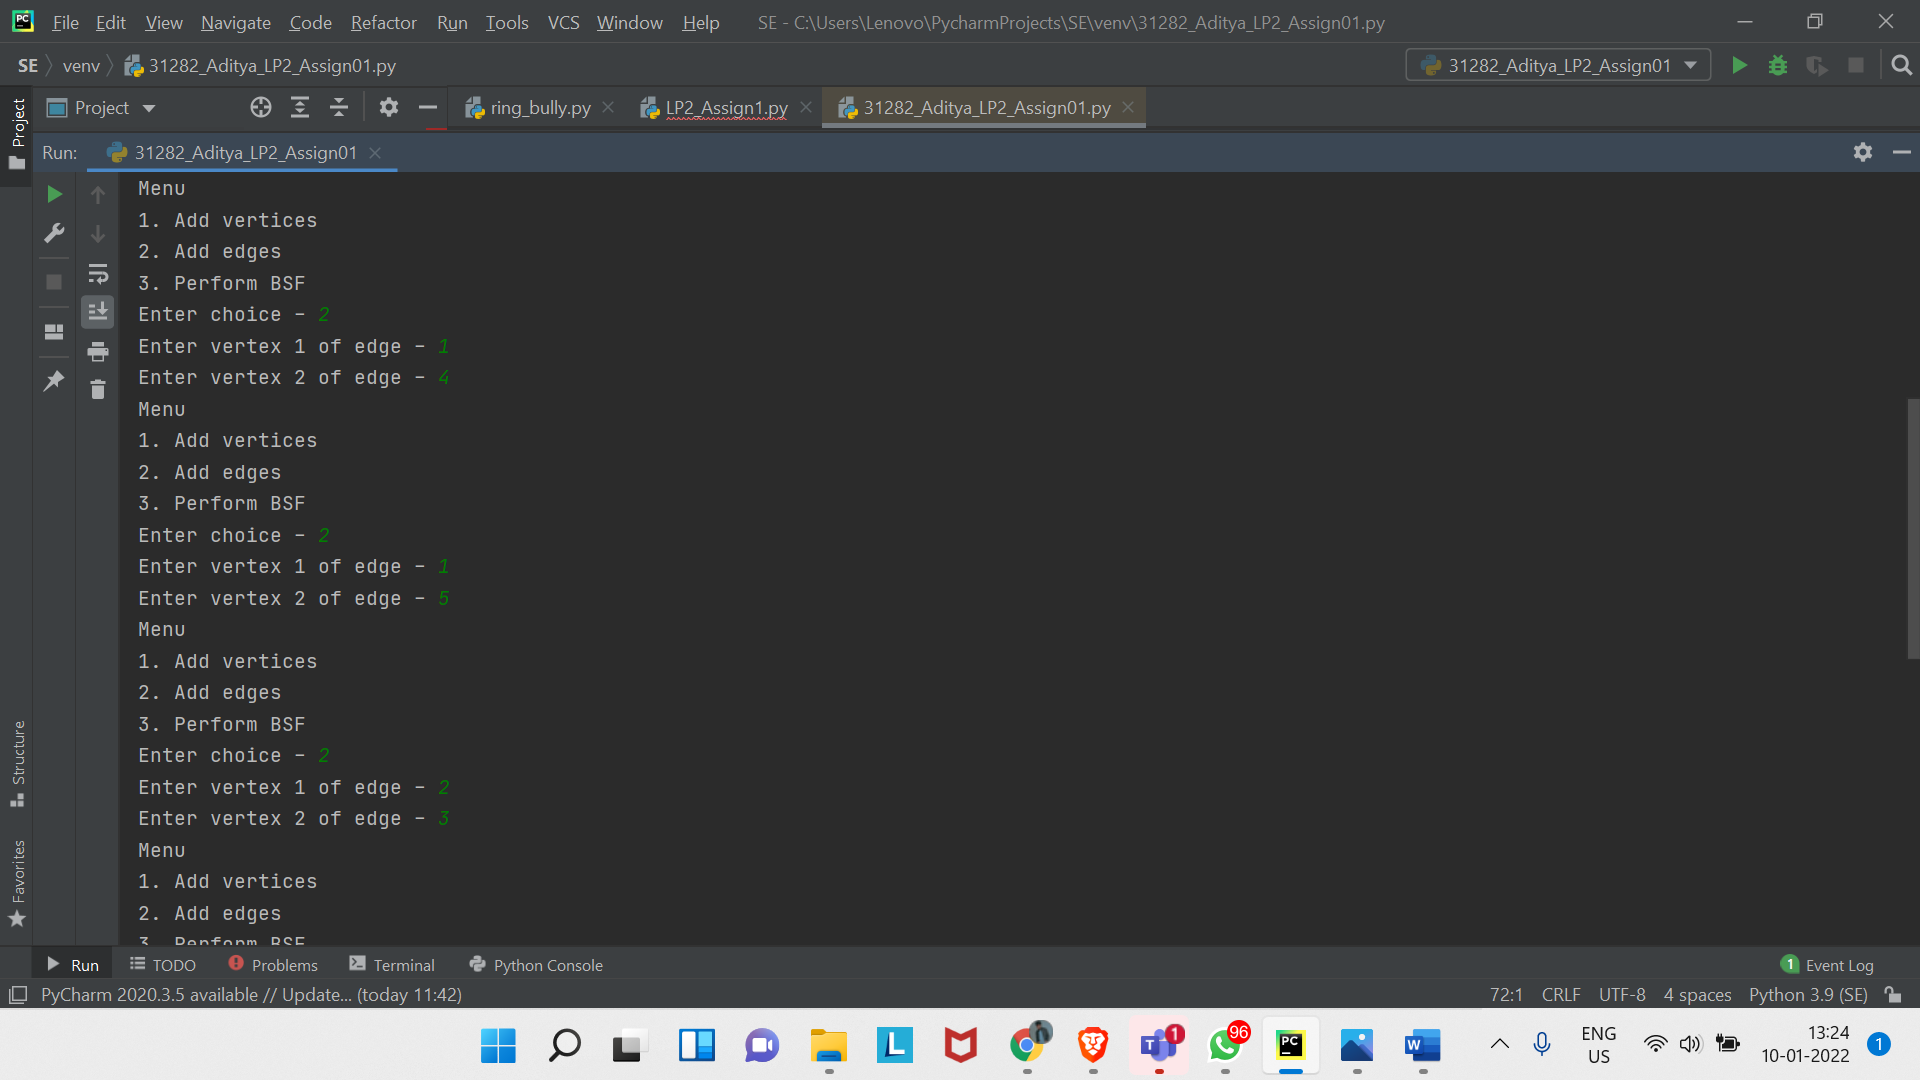 File Edit View Navigate Code Refactor Run Tools VCS Window Help SE - C:\Users\Lenovo\PycharmProjects\SE\venv\31282_Aditya_LP2_Assign01.py
SE venv 31282_Aditya_LP2_Assign01.py 31282_Aditya_LP2_Assign01
Project ring_bully.py LP2_Assign1.py 31282_Aditya_LP2_Assign01.py
Project
Run: 31282_Aditya_LP2_Assign01
Menu
1. Add vertices
2. Add edges
3. Perform BSF
Enter choice - 2
Enter vertex 1 of edge - 1
Enter vertex 2 of edge - 4
Menu
1. Add vertices
2. Add edges
3. Perform BSF
Enter choice - 2
Enter vertex 1 of edge - 1
Enter vertex 2 of edge - 5
Menu
1. Add vertices
2. Add edges
3. Perform BSF
Enter choice - 2
Enter vertex 1 of edge - 2
Enter vertex 2 of edge - 3
Menu
1. Add vertices
2. Add edges
3. Perform BSF
Structure
Favorites
Run TODO Problems Terminal Python Console 1 Event Log
PyCharm 2020.3.5 available // Update... (today 11:42) 72:1 CRLF UTF-8 4 spaces Python 3.9 (SE)
L T 1 96 PC W ENG 13:24 1
US 10-01-2022